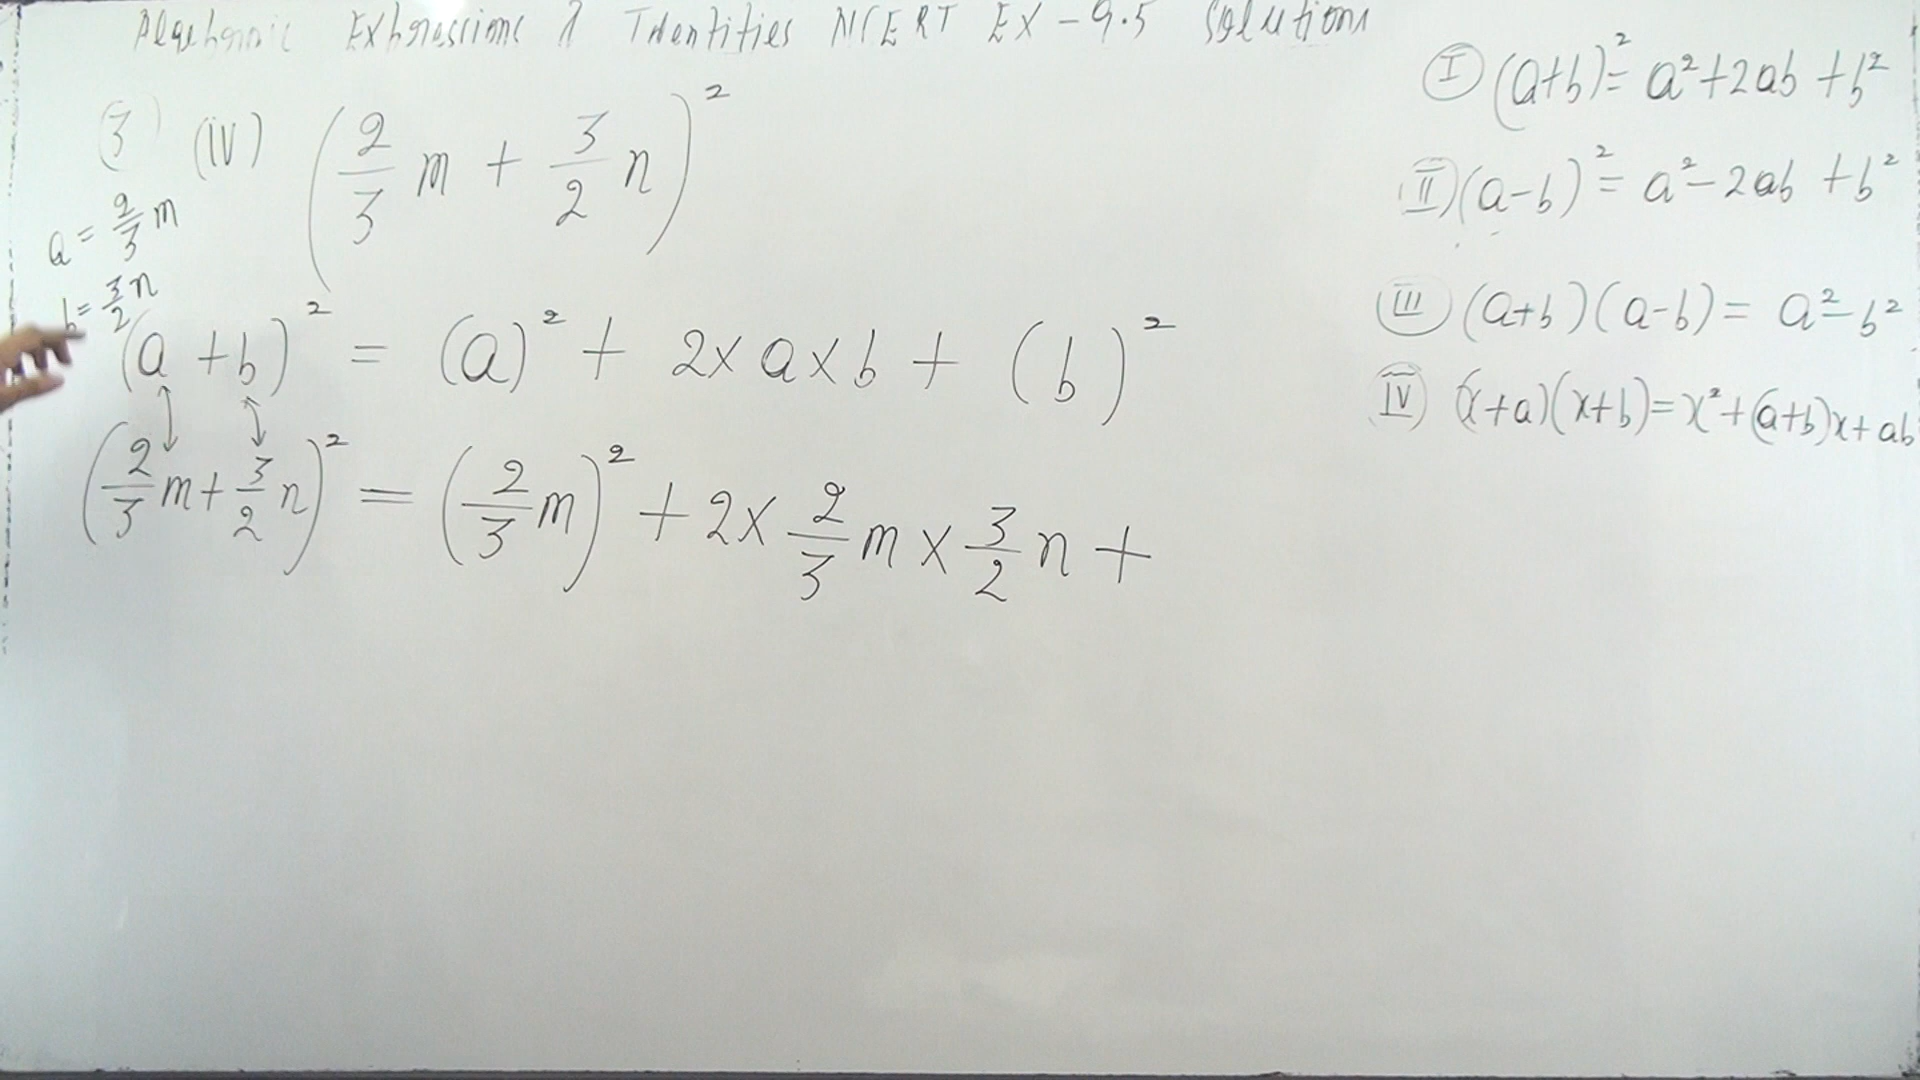 Algebraic Expressions & Identities NCERT EX - 9.5 Solutions
(3) (IV) (2/3 m + 3/2 n)²
a = 2/3 m
b = 3/2 n
(a + b)² = (a)² + 2 × a × b + (b)²
(2/3 m + 3/2 n)² = (2/3 m)² + 2 × 2/3 m × 3/2 n +
(I) (a+b)² = a² + 2ab + b²
(II) (a-b)² = a² - 2ab + b²
(III) (a+b)(a-b) = a² - b²
(IV) (x+a)(x+b) = x² + (a+b)x + ab